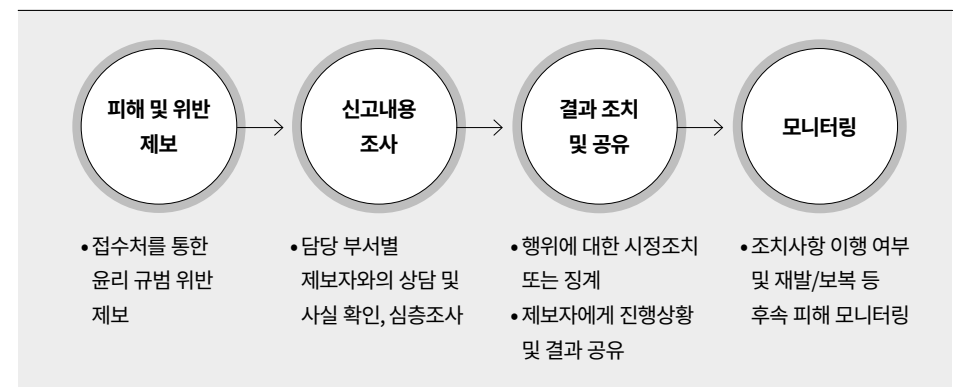 피해 및 위반
제보
신고내용
조사
결과 조치
및 공유
모니터링
• 접수처를 통한
윤리 규범 위반
제보
• 담당 부서별
제보자와의 상담 및
사실 확인, 심층조사
• 행위에 대한 시정조치
또는 징계
• 제보자에게 진행상황
및 결과 공유
• 조치사항 이행 여부
및 재발/보복 등
후속 피해 모니터링